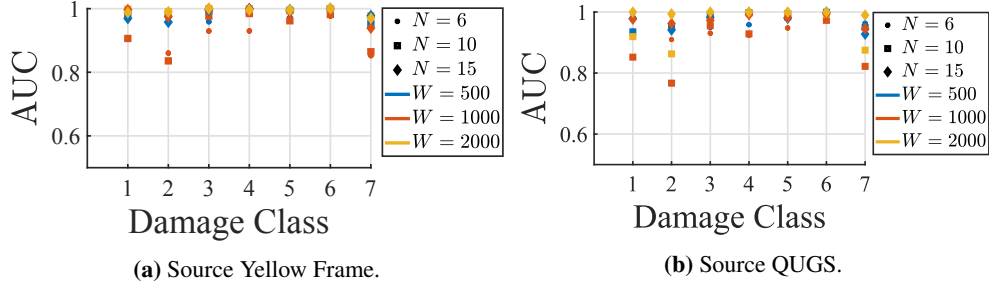 AUC
1
0.8
0.6
1 2 3 4 5 6 7
Damage Class
N = 6
N = 10
N = 15
W = 500
W = 1000
W = 2000
(a) Source Yellow Frame.
AUC
1
0.8
0.6
1 2 3 4 5 6 7
Damage Class
N = 6
N = 10
N = 15
W = 500
W = 1000
W = 2000
(b) Source QUGS.